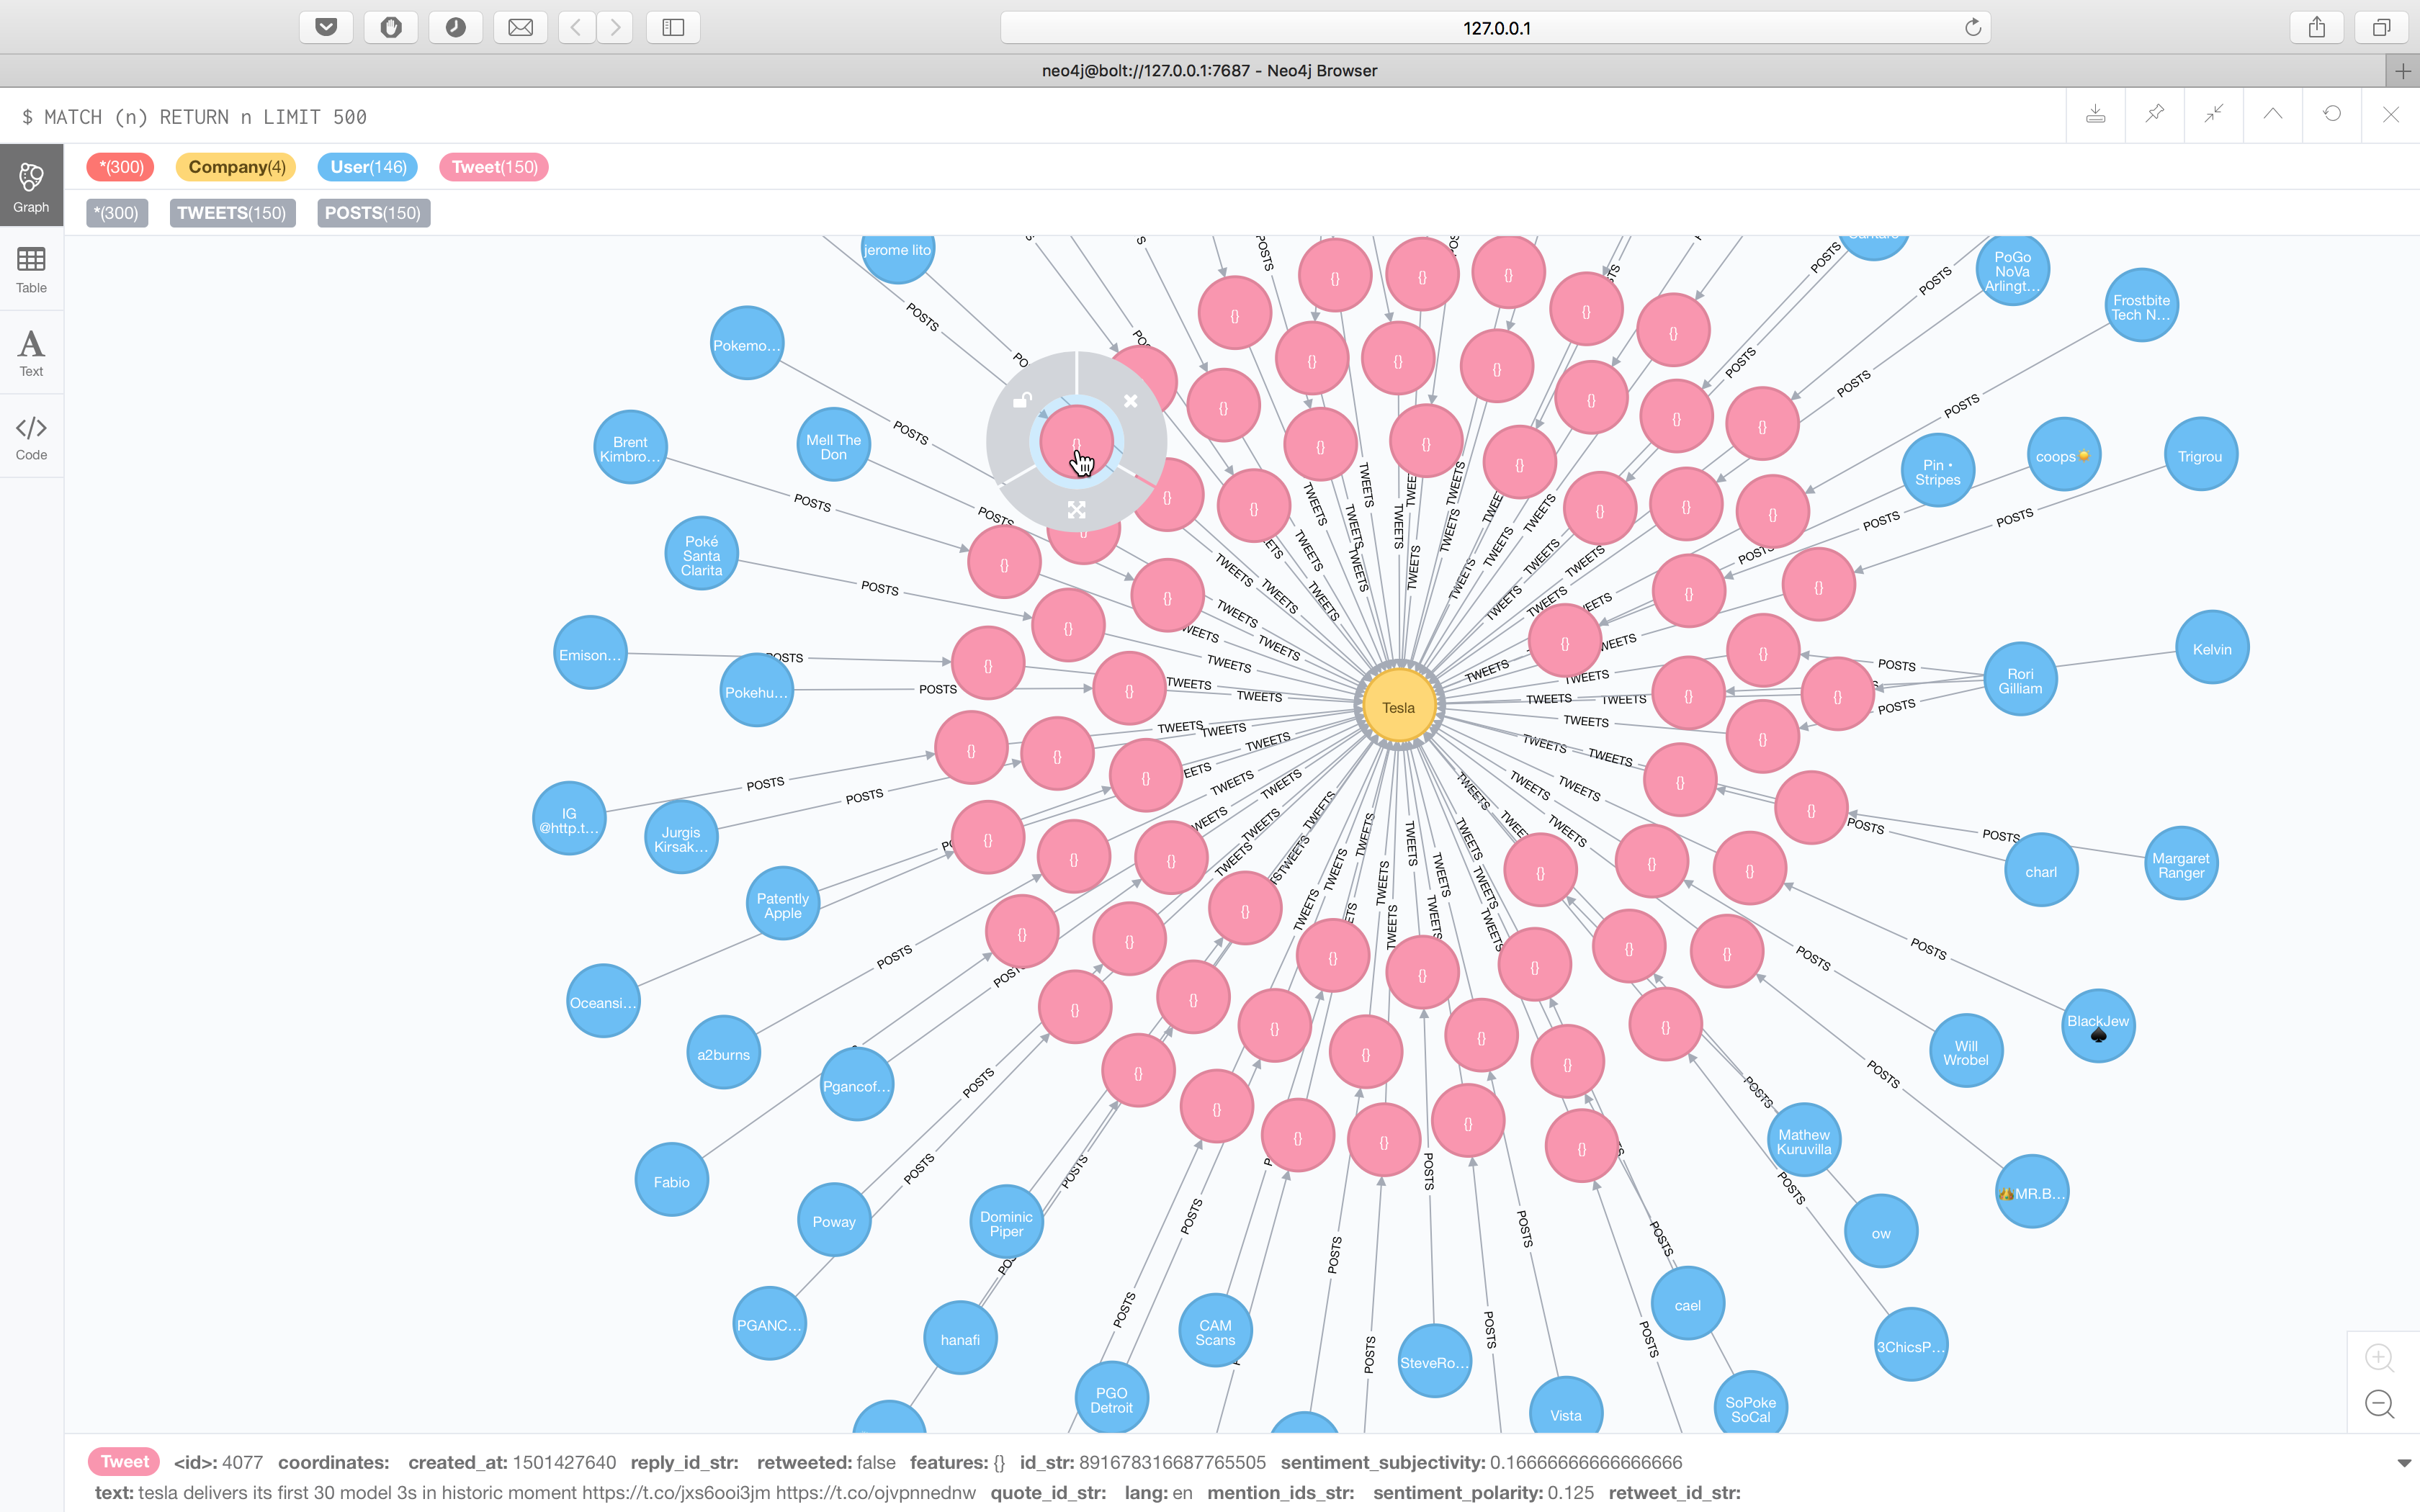 127.0.0.1
neo4j@bolt://127.0.0.1:7687 - Neo4j Browser
$ MATCH (n) RETURN n LIMIT 500
*(300) Company(4) User(146) Tweet(150)
*(300) TWEETS(150) POSTS(150)
Graph
Table
Text
Code
jerome lito
PoGo
NoVa
Arlingt...
Frostbite
Tech N...
Pokemo...
Brent
Kimbro...
Mell The
Don
Pin •
Stripes
coops
Trigrou
Poké
Santa
Clarita
Emison...
Pokehu...
Tesla
Rori
Gilliam
Kelvin
IG
@http.t...
Jurgis
Kirsak...
Patently
Apple
charl
Margaret
Ranger
Oceansi...
a2burns
Pgancof...
BlackJew
Will
Wrobel
Fabio
Poway
Dominic
Piper
Mathew
Kuruvilla
MR.B...
ow
PGANC...
hanafi
CAM
Scans
SteveRo...
cael
3ChicsP...
PGO
Detroit
Vista
SoPoke
SoCal
POSTS
TWEETS
{}
Tweet <id>: 4077 coordinates: created_at: 1501427640 reply_id_str: retweeted: false features: {} id_str: 891678316687765505 sentiment_subjectivity: 0.16666666666666666
text: tesla delivers its first 30 model 3s in historic moment https://t.co/jxs6ooi3jm https://t.co/ojvpnnednw quote_id_str: lang: en mention_ids_str: sentiment_polarity: 0.125 retweet_id_str: